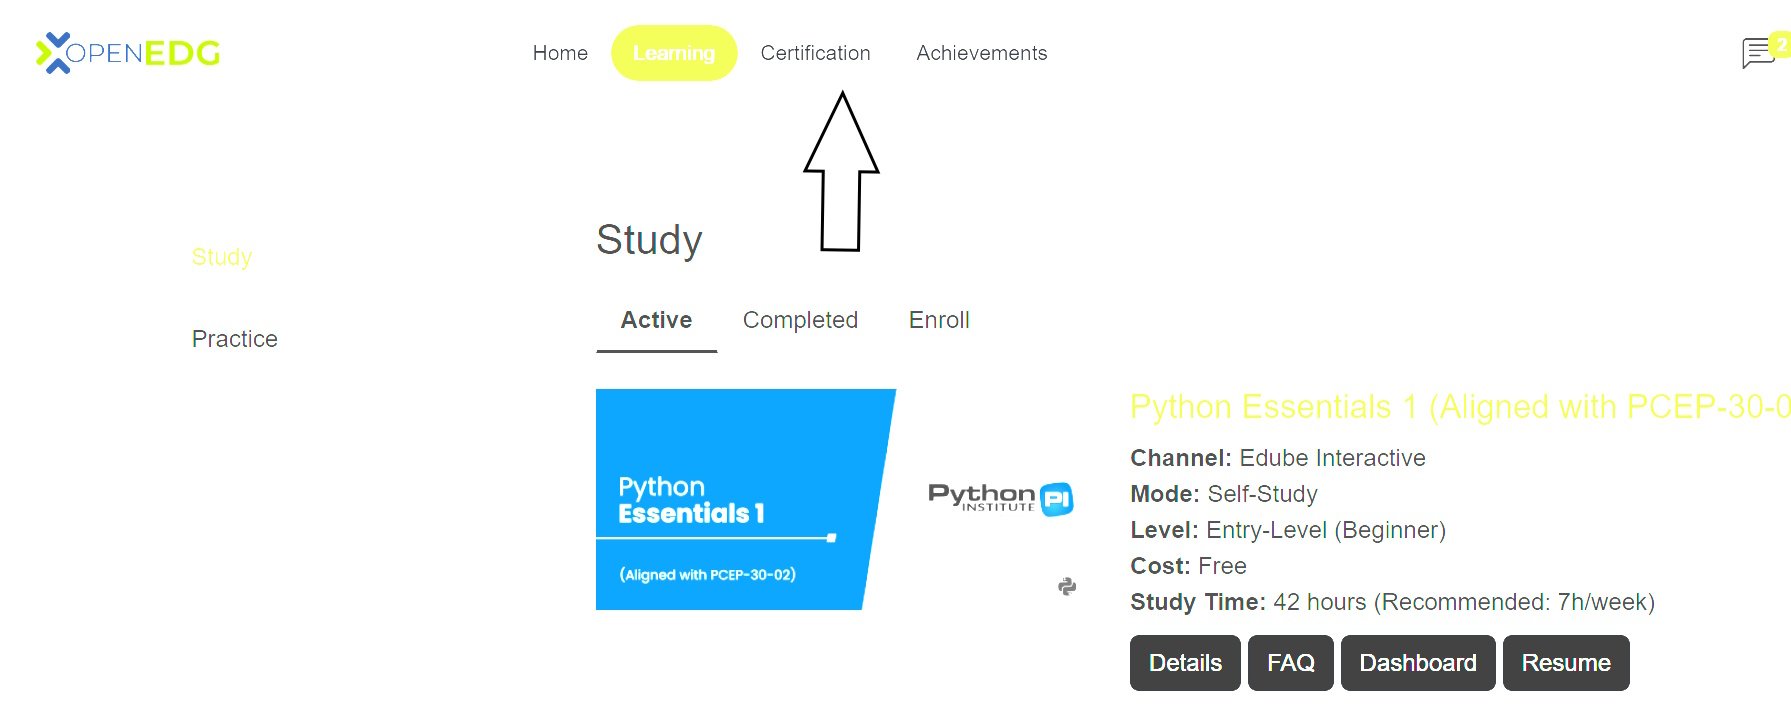 OPENEDG
Home Learning Certification Achievements
2
Study
Practice
Study
Active Completed Enroll
Python
Essentials 1
(Aligned with PCEP-30-02)
Python PI
INSTITUTE
Python Essentials 1 (Aligned with PCEP-30-0
Channel: Edube Interactive
Mode: Self-Study
Level: Entry-Level (Beginner)
Cost: Free
Study Time: 42 hours (Recommended: 7h/week)
Details FAQ Dashboard Resume